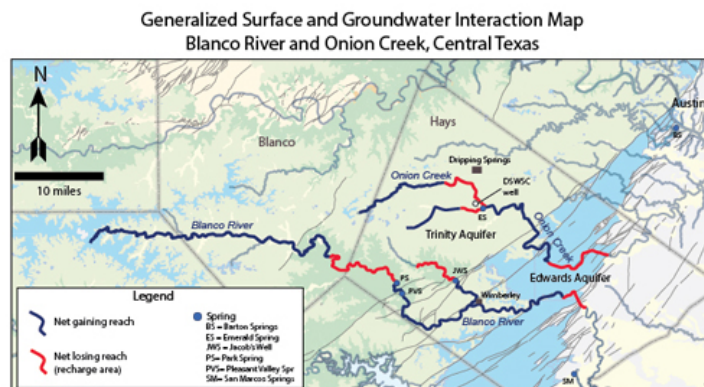 Generalized Surface and Groundwater Interaction Map
Blanco River and Onion Creek, Central Texas
N
10 miles
Blanco
Hays
Austin
BS
Dripping Springs
Onion Creek
DSWSC
well
ES
Blanco River
Trinity Aquifer
Onion Creek
Edwards Aquifer
PS
JWS
PVS
Wimberley
Blanco River
SM
Legend
Net gaining reach
Net losing reach
(recharge area)
Spring
BS = Barton Springs
ES = Emerald Spring
JWS = Jacob's Well
PS = Park Spring
PVS= Pleasant Valley Spr
SM= San Marcos Springs